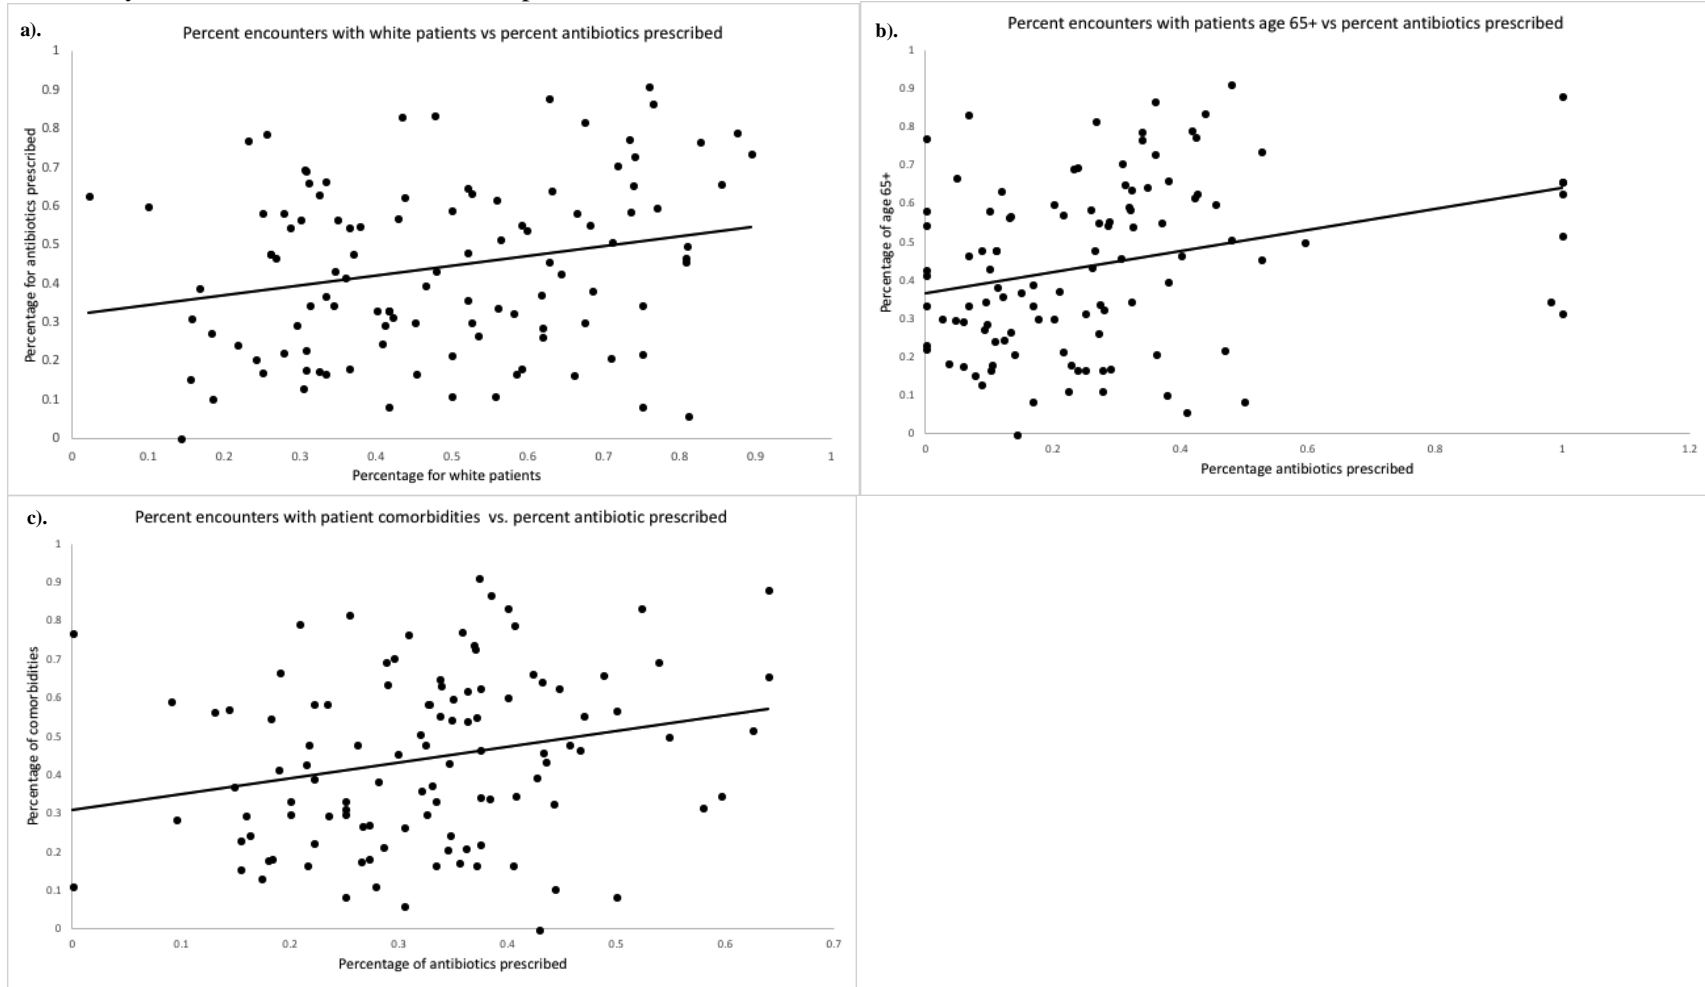 a).
Percent encounters with white patients vs percent antibiotics prescribed
Percentage for antibiotics prescribed
1
0.9
0.8
0.7
0.6
0.5
0.4
0.3
0.2
0.1
0
0 0.1 0.2 0.3 0.4 0.5 0.6 0.7 0.8 0.9 1
Percentage for white patients
b).
Percent encounters with patients age 65+ vs percent antibiotics prescribed
Percentage of age 65+
1
0.9
0.8
0.7
0.6
0.5
0.4
0.3
0.2
0.1
0
0 0.2 0.4 0.6 0.8 1 1.2
Percentage antibiotics prescribed
c).
Percent encounters with patient comorbidities vs. percent antibiotic prescribed
Percentage of comorbidities
1
0.9
0.8
0.7
0.6
0.5
0.4
0.3
0.2
0.1
0
0 0.1 0.2 0.3 0.4 0.5 0.6 0.7
Percentage of antibiotics prescribed